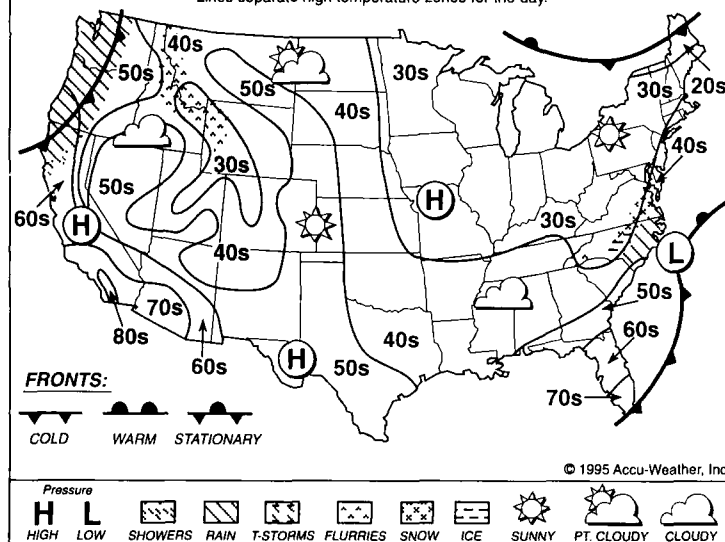 Lines separate high temperature zones for the day.
40s
50s
50s
30s
20s
30s
40s
40s
30s
50s
H
60s
H
30s
40s
L
50s
70s
40s
60s
80s
60s
H
50s
70s
FRONTS:
COLD WARM STATIONARY
© 1995 Accu-Weather, Inc
Pressure
H L
HIGH LOW SHOWERS RAIN T-STORMS FLURRIES SNOW ICE SUNNY PT. CLOUDY CLOUDY